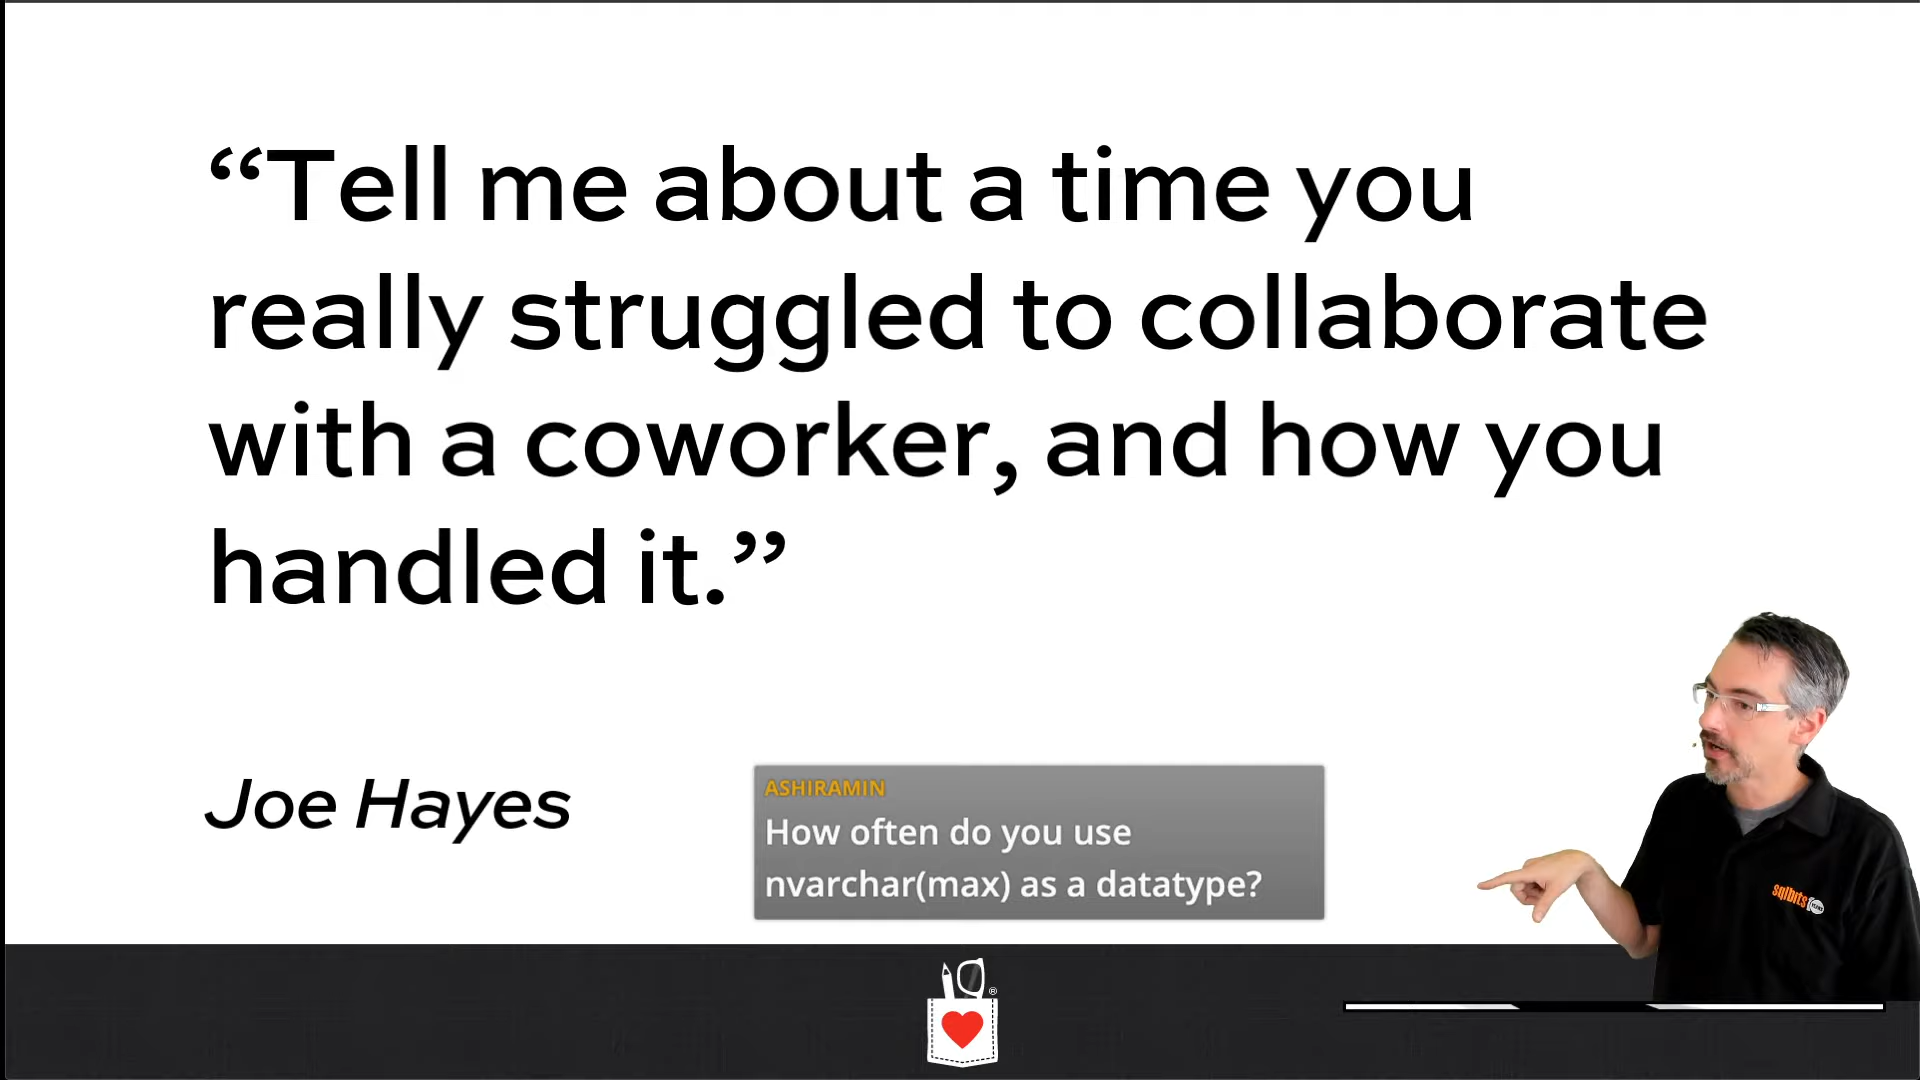 “Tell me about a time you
really struggled to collaborate
with a coworker, and how you
handled it.”
Joe Hayes
ASHIRAMIN
How often do you use
nvarchar(max) as a datatype?
sqlbits
®